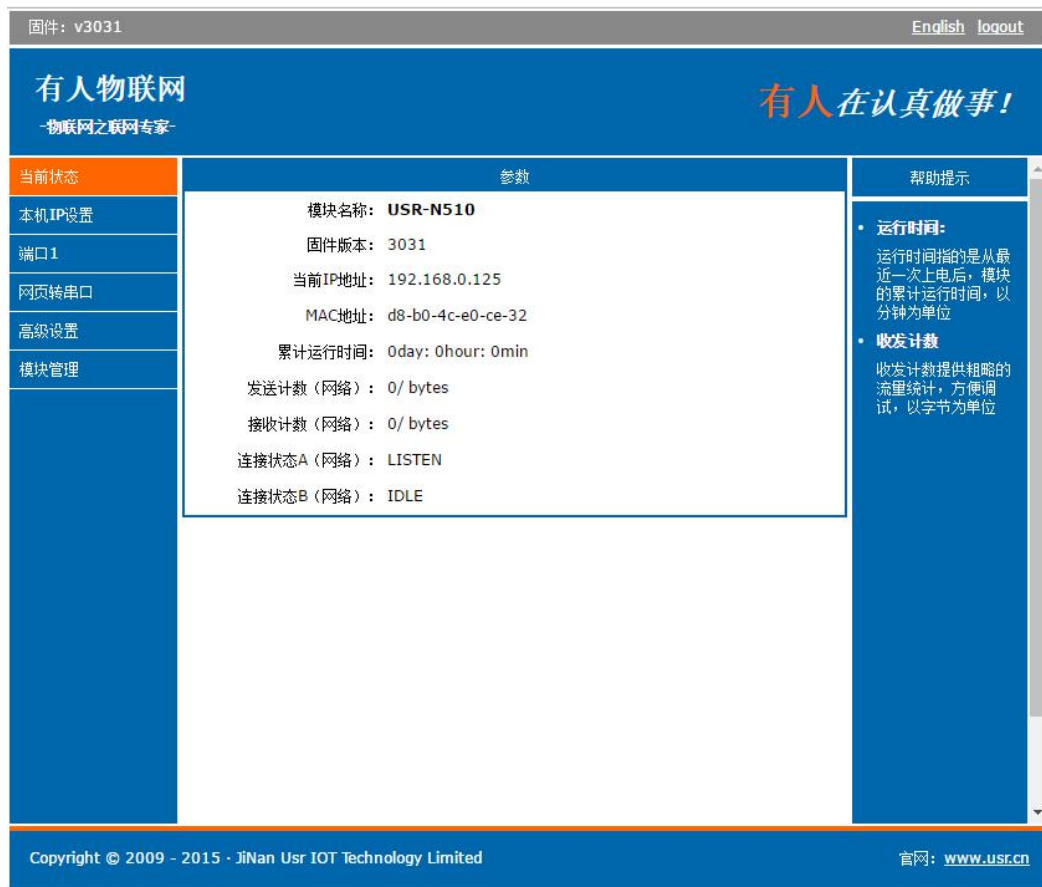 固件：v3031
English logout
有人物联网
-物联网之联网专家-
有人在认真做事！
当前状态
本机IP设置
端口1
网页转串口
高级设置
模块管理
参数
模块名称： USR-N510
固件版本： 3031
当前IP地址： 192.168.0.125
MAC地址： d8-b0-4c-e0-ce-32
累计运行时间： 0day: 0hour: 0min
发送计数（网络）： 0/ bytes
接收计数（网络）： 0/ bytes
连接状态A（网络）： LISTEN
连接状态B（网络）： IDLE
帮助提示
• 运行时间:
运行时间指的是从最
近一次上电后，模块
的累计运行时间，以
分钟为单位
• 收发计数
收发计数提供粗略的
流量统计，方便调
试，以字节为单位
Copyright © 2009 - 2015 · JiNan Usr IOT Technology Limited
官网：www.usr.cn